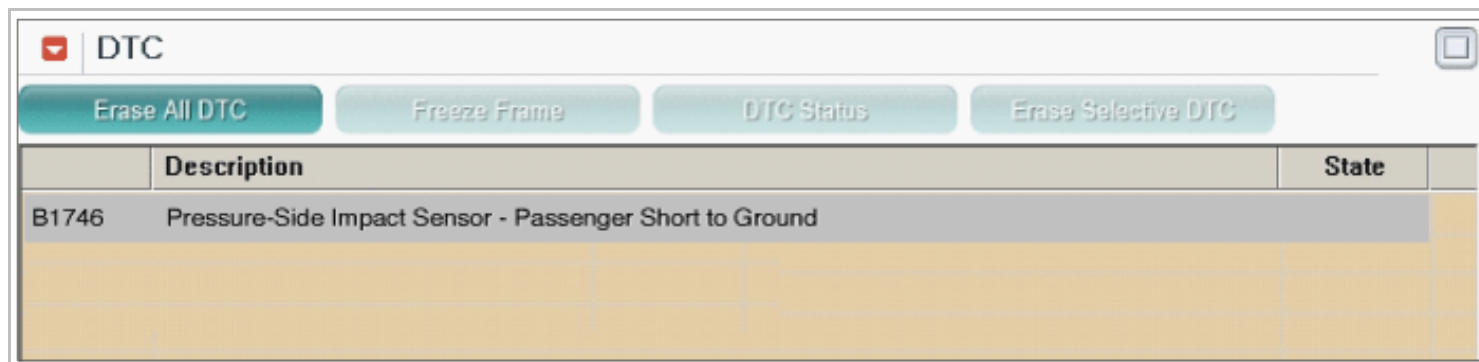 DTC
Erase All DTC Freeze Frame DTC Status Erase Selective DTC
Description State
B1746 Pressure-Side Impact Sensor - Passenger Short to Ground